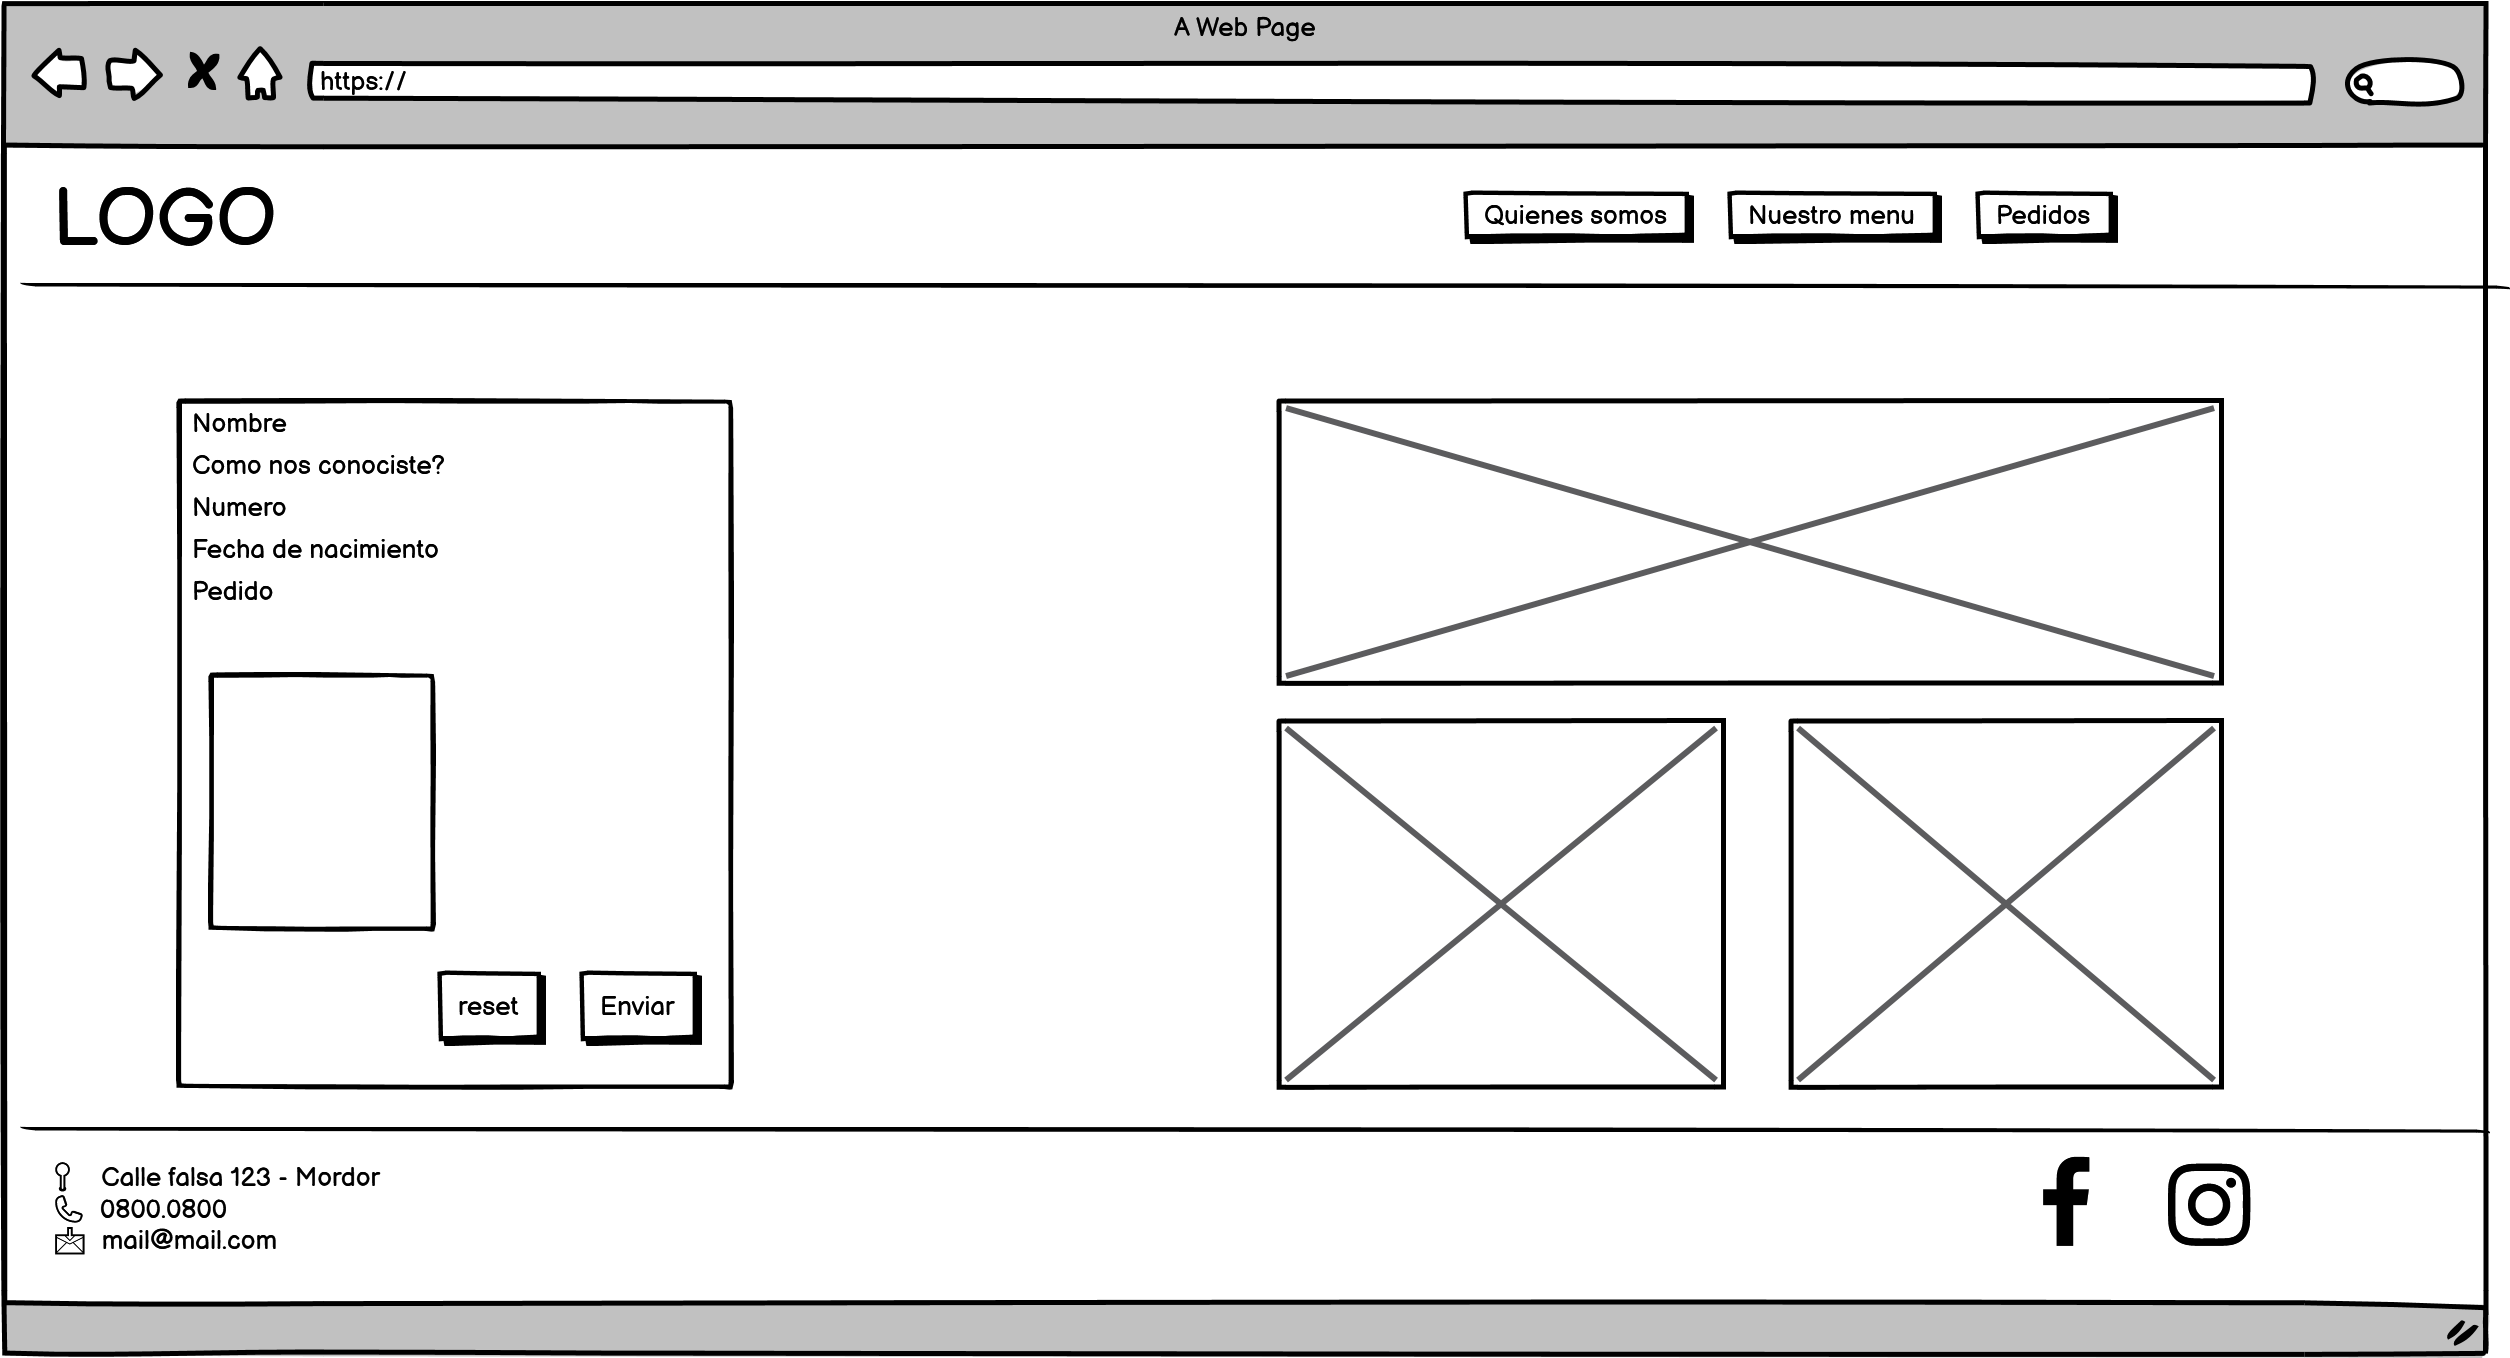 A Web Page
https://
LOGO
Quienes somos
Nuestro menu
Pedidos
Nombre
Como nos conociste?
Numero
Fecha de nacimiento
Pedido
reset
Enviar
Calle falsa 123 - Mordor
0800.0800
mail@mail.com